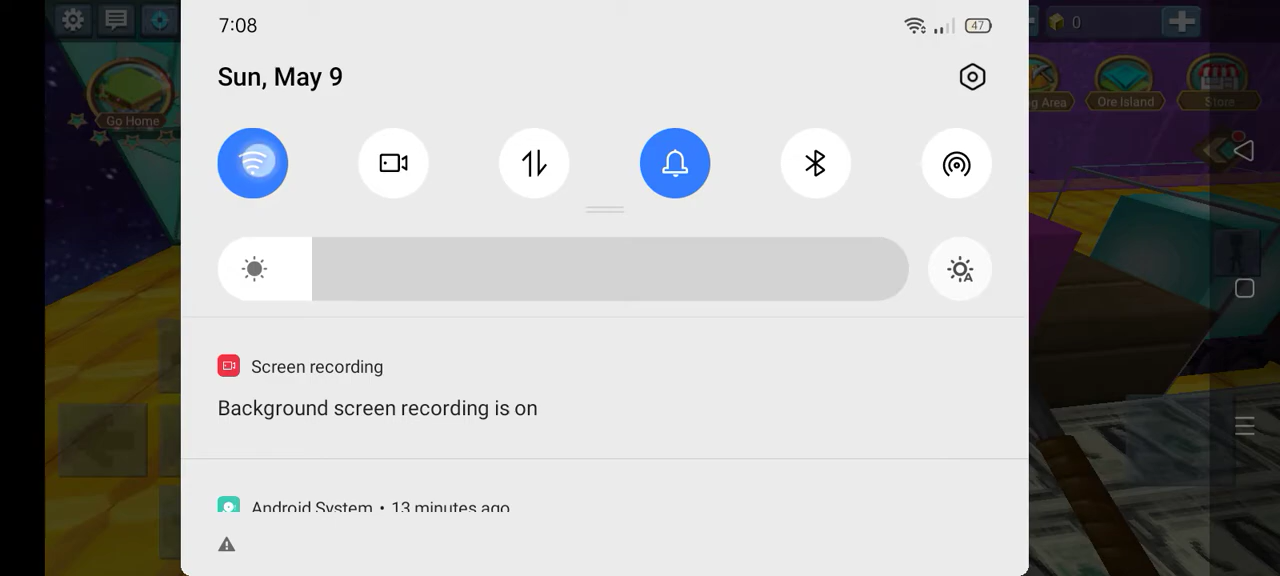 7:08
47
Sun, May 9
Go Home
0
g Area
Ore Island
Store
A
Screen recording
Background screen recording is on
Android System • 13 minutes ago